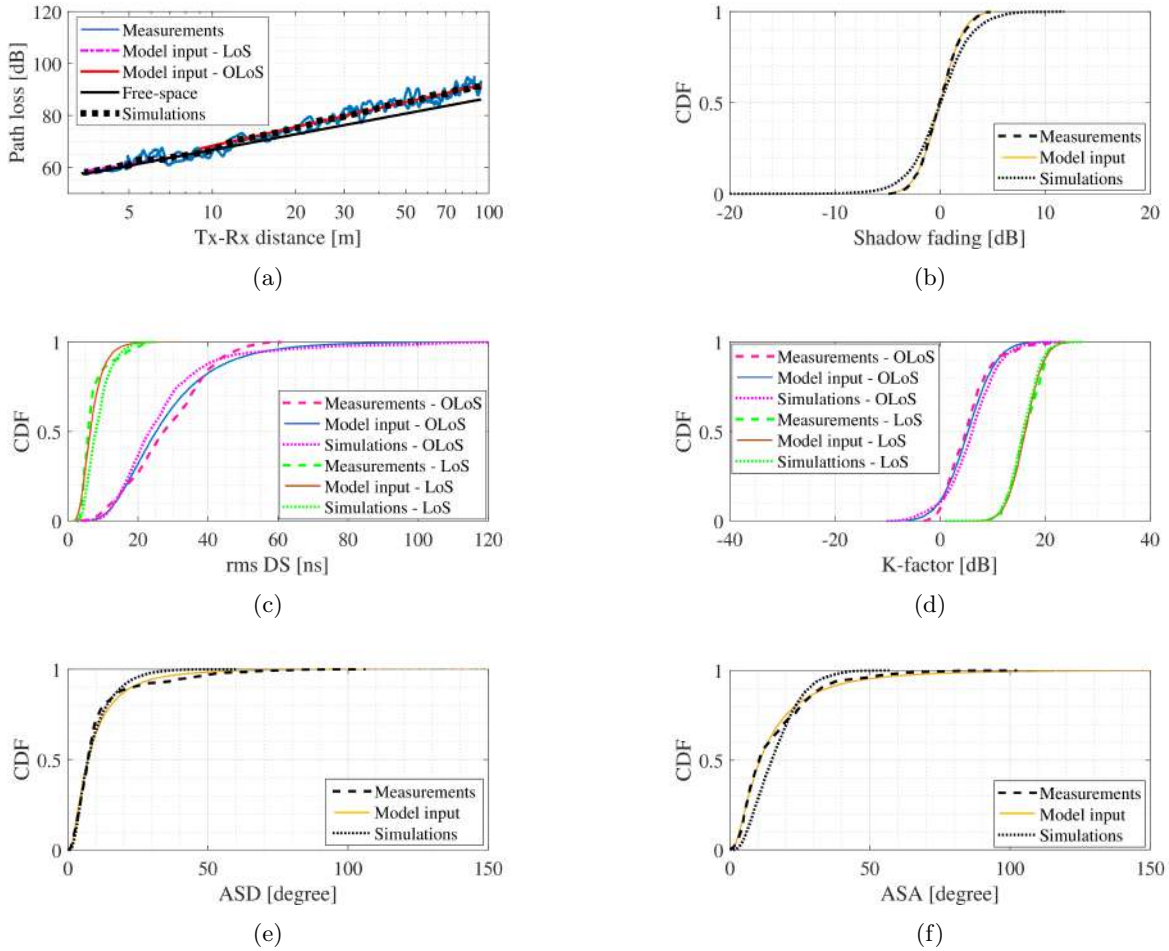 120
100
80
60
Path loss [dB]
Measurements
Model input - LoS
Model input - OLoS
Free-space
Simulations
5 10 20 30 50 70 100
Tx-Rx distance [m]
(a)
1
0.5
0
CDF
Measurements
Model input
Simulations
-20 -10 0 10 20
Shadow fading [dB]
(b)
1
0.5
0
CDF
Measurements - OLoS
Model input - OLoS
Simulations - OLoS
Measurements - LoS
Model input - LoS
Simulations - LoS
0 20 40 60 80 100 120
rms DS [ns]
(c)
1
0.5
0
CDF
Measurements - OLoS
Model input - OLoS
Simulations - OLoS
Measurements - LoS
Model input - LoS
Simulattions - LoS
-40 -20 0 20 40
K-factor [dB]
(d)
1
0.5
0
CDF
Measurements
Model input
Simulations
0 50 100 150
ASD [degree]
(e)
1
0.5
0
CDF
Measurements
Model input
Simulations
0 50 100 150
ASA [degree]
(f)